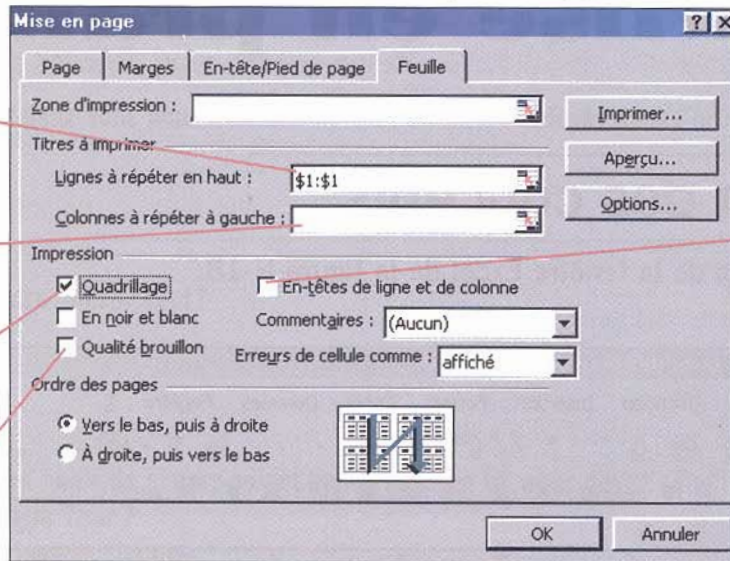 Mise en page
Page Marges En-tête/Pied de page Feuille
Zone d'impression :
Imprimer...
Titres à imprimer
Aperçu...
Lignes à répéter en haut : $1:$1
Options...
Colonnes à répéter à gauche :
Impression
Quadrillage En-têtes de ligne et de colonne
En noir et blanc Commentaires : (Aucun)
Qualité brouillon Erreurs de cellule comme : affiché
Ordre des pages
Vers le bas, puis à droite
À droite, puis vers le bas
OK Annuler